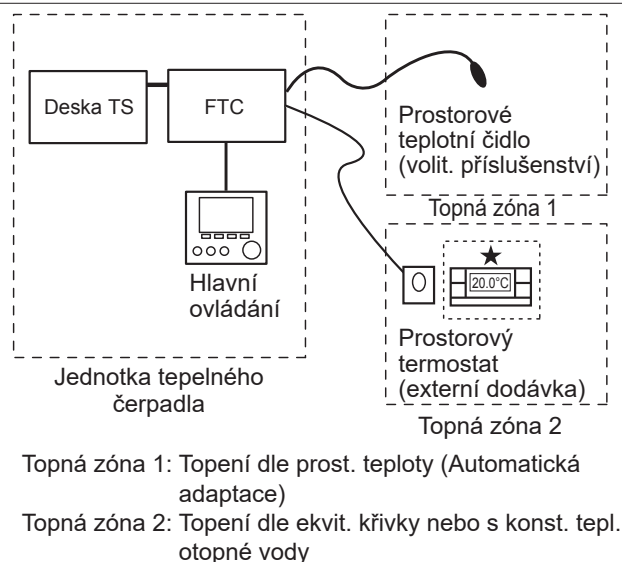 Deska TS
FTC
Hlavní
ovládání
Jednotka tepelného
čerpadla
Prostorové
teplotní čidlo
(volit. příslušenství)
Topná zóna 1
20.0°C
Prostorový
termostat
(externí dodávka)
Topná zóna 2
Topná zóna 1: Topení dle prost. teploty (Automatická
adaptace)
Topná zóna 2: Topení dle ekvit. křivky nebo s konst. tepl.
otopné vody